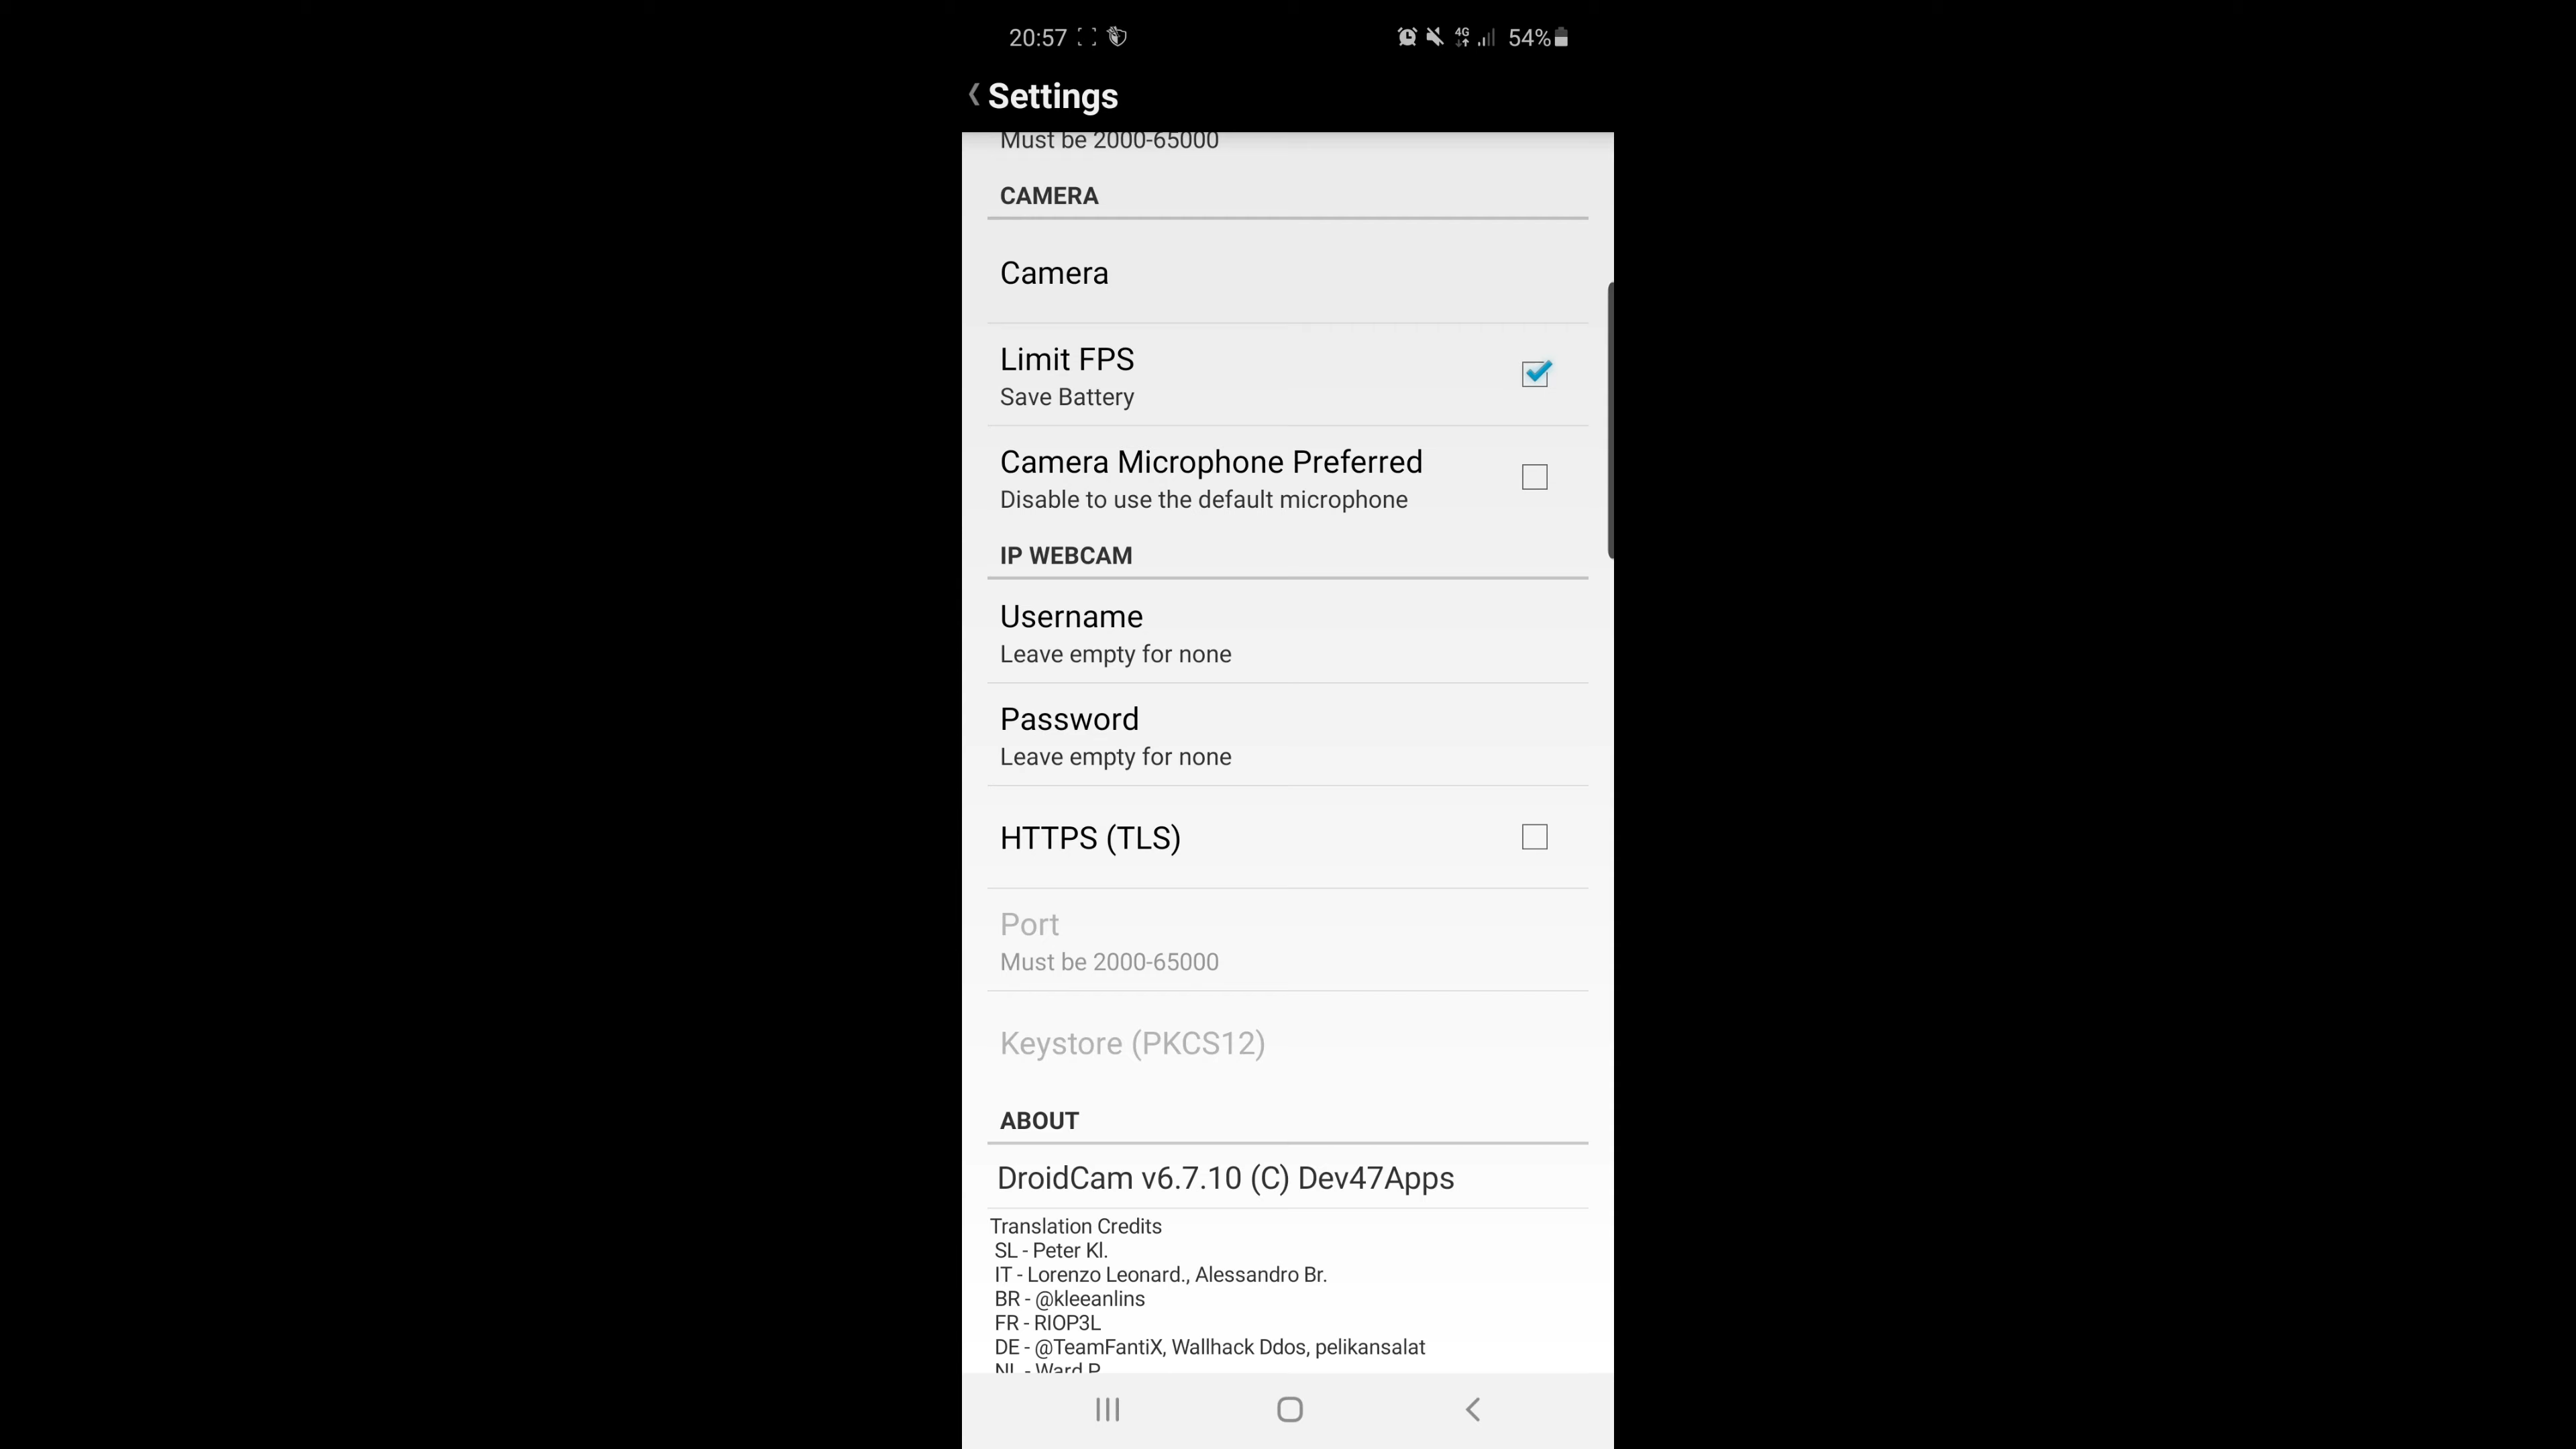 20:57 4G 54%
Settings
Must be 2000-65000
CAMERA
Camera
Limit FPS
Save Battery
Camera Microphone Preferred
Disable to use the default microphone
IP WEBCAM
Username
Leave empty for none
Password
Leave empty for none
HTTPS (TLS)
Port
Must be 2000-65000
Keystore (PKCS12)
ABOUT
DroidCam v6.7.10 (C) Dev47Apps
Translation Credits
SL - Peter Kl.
IT - Lorenzo Leonard., Alessandro Br.
BR - @kleeanlins
FR - RIOP3L
DE - @TeamFantiX, Wallhack Ddos, pelikansalat
NL - Ward P